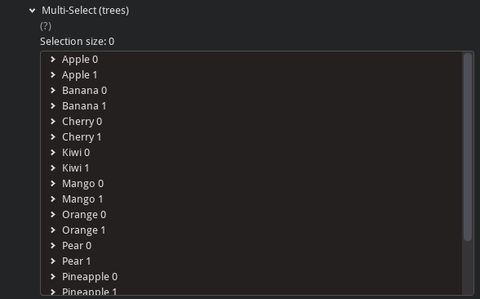 Multi-Select (trees)
(?)
Selection size: 0
Apple 0
Apple 1
Banana 0
Banana 1
Cherry 0
Cherry 1
Kiwi 0
Kiwi 1
Mango 0
Mango 1
Orange 0
Orange 1
Pear 0
Pear 1
Pineapple 0
Pineapple 1